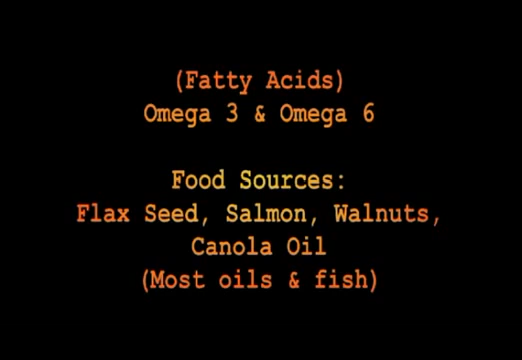 (Fatty Acids)
Omega 3 & Omega 6
Food Sources:
Flax Seed, Salmon, Walnuts,
Canola Oil
(Most oils & fish)